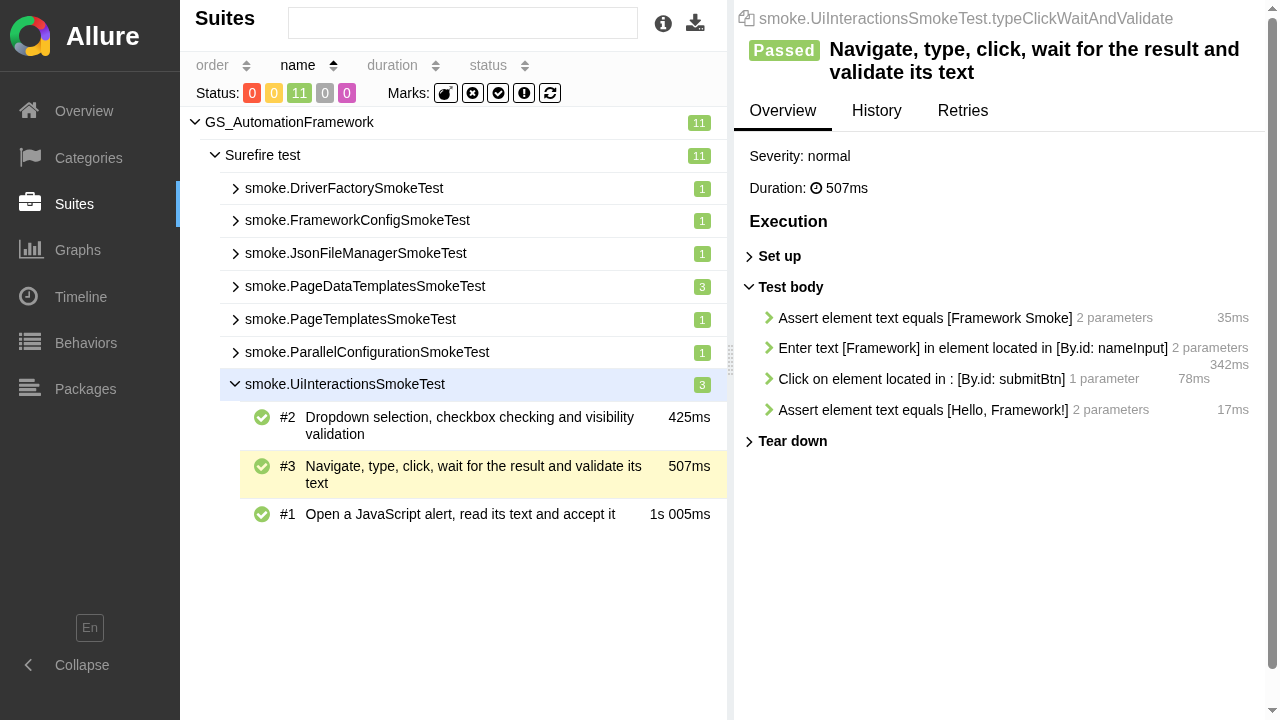 Allure
Overview
Categories
Suites
Graphs
Timeline
Behaviors
Packages
En
Collapse
Suites
order name duration status
Status: 0 0 11 0 0 Marks:
GS_AutomationFramework 11
Surefire test 11
smoke.DriverFactorySmokeTest 1
smoke.FrameworkConfigSmokeTest 1
smoke.JsonFileManagerSmokeTest 1
smoke.PageDataTemplatesSmokeTest 3
smoke.PageTemplatesSmokeTest 1
smoke.ParallelConfigurationSmokeTest 1
smoke.UiInteractionsSmokeTest 3
#2 Dropdown selection, checkbox checking and visibility 425ms
validation
#3 Navigate, type, click, wait for the result and validate its 507ms
text
#1 Open a JavaScript alert, read its text and accept it 1s 005ms
smoke.UiInteractionsSmokeTest.typeClickWaitAndValidate
Passed Navigate, type, click, wait for the result and
validate its text
Overview History Retries
Severity: normal
Duration: 507ms
Execution
Set up
Test body
Assert element text equals [Framework Smoke] 2 parameters 35ms
Enter text [Framework] in element located in [By.id: nameInput] 2 parameters
342ms
Click on element located in : [By.id: submitBtn] 1 parameter 78ms
Assert element text equals [Hello, Framework!] 2 parameters 17ms
Tear down